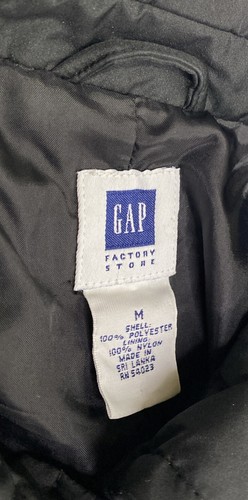 GAP
FACTORY
STORE
M
SHELL:
100% POLYESTER
LINING:
100% NYLON
MADE IN
SRI LANKA
RN 54023